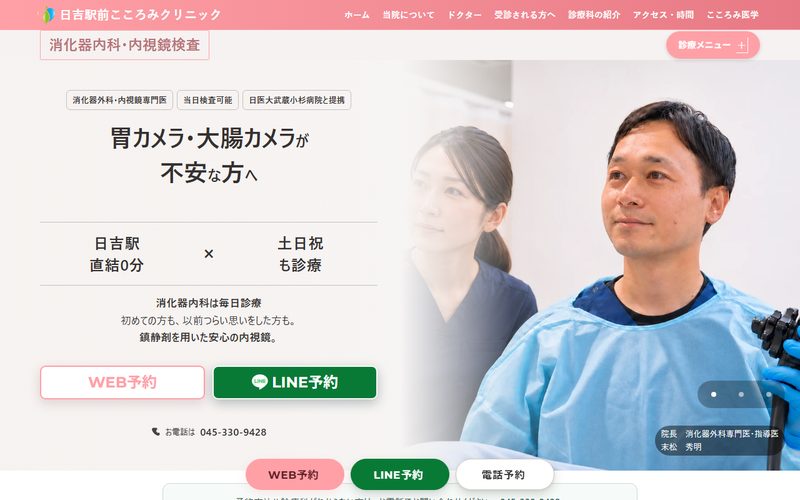 日吉駅前こころみクリニック
ホーム 当院について ドクター 受診される方へ 診療科の紹介 アクセス・時間 こころみ医学
消化器内科・内視鏡検査
診療メニュー
消化器外科・内視鏡専門医 当日検査可能 日医大武蔵小杉病院と提携
胃カメラ・大腸カメラが
不安な方へ
日吉駅
直結0分
×
土日祝
も診療
消化器内科は毎日診療
初めての方も、以前つらい思いをした方も。
鎮静剤を用いた安心の内視鏡。
WEB予約
LINE LINE予約
お電話は 045-330-9428
院長 消化器外科専門医・指導医
末松 秀明
WEB予約 LINE予約 電話予約